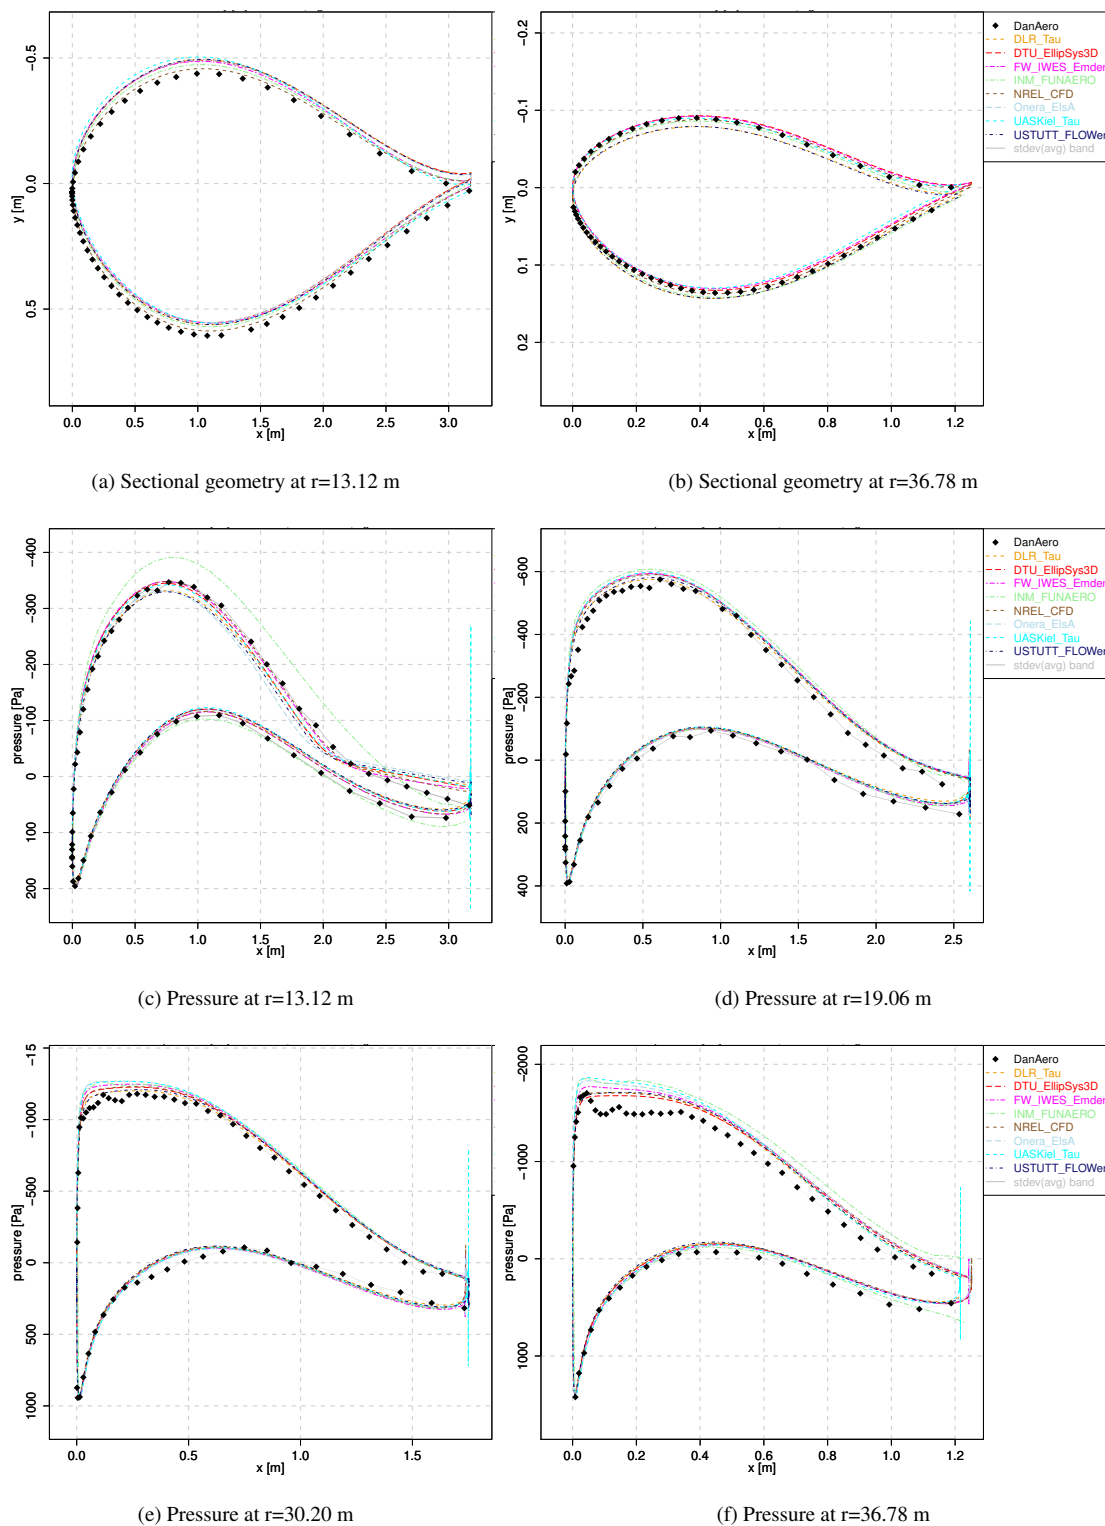 -0.5
0.0
0.5
y [m]
0.0 0.5 1.0 1.5 2.0 2.5 3.0
x [m]
(a) Sectional geometry at r=13.12 m
-0.2
-0.1
0.0
0.1
0.2
y [m]
0.0 0.2 0.4 0.6 0.8 1.0 1.2
x [m]
(b) Sectional geometry at r=36.78 m
DanAero
DLR_Tau
DTU_EllipSys3D
FW_IWES_Emden
INM_FUNAERO
NREL_CFD
Onera_ElsA
UASKiel_Tau
USTUTT_FLOWer
stdev(avg) band
-400
-300
-200
-100
0
100
200
pressure [Pa]
0.0 0.5 1.0 1.5 2.0 2.5 3.0
x [m]
(c) Pressure at r=13.12 m
-600
-400
-200
0
200
400
pressure [Pa]
0.0 0.5 1.0 1.5 2.0 2.5
x [m]
(d) Pressure at r=19.06 m
DanAero
DLR_Tau
DTU_EllipSys3D
FW_IWES_Emden
INM_FUNAERO
NREL_CFD
Onera_ElsA
UASKiel_Tau
USTUTT_FLOWer
stdev(avg) band
-15
-1000
-500
0
500
1000
pressure [Pa]
0.0 0.5 1.0 1.5
x [m]
(e) Pressure at r=30.20 m
-2000
-1000
0
1000
pressure [Pa]
0.0 0.2 0.4 0.6 0.8 1.0 1.2
x [m]
(f) Pressure at r=36.78 m
DanAero
DLR_Tau
DTU_EllipSys3D
FW_IWES_Emden
INM_FUNAERO
NREL_CFD
Onera_ElsA
UASKiel_Tau
USTUTT_FLOWer
stdev(avg) band